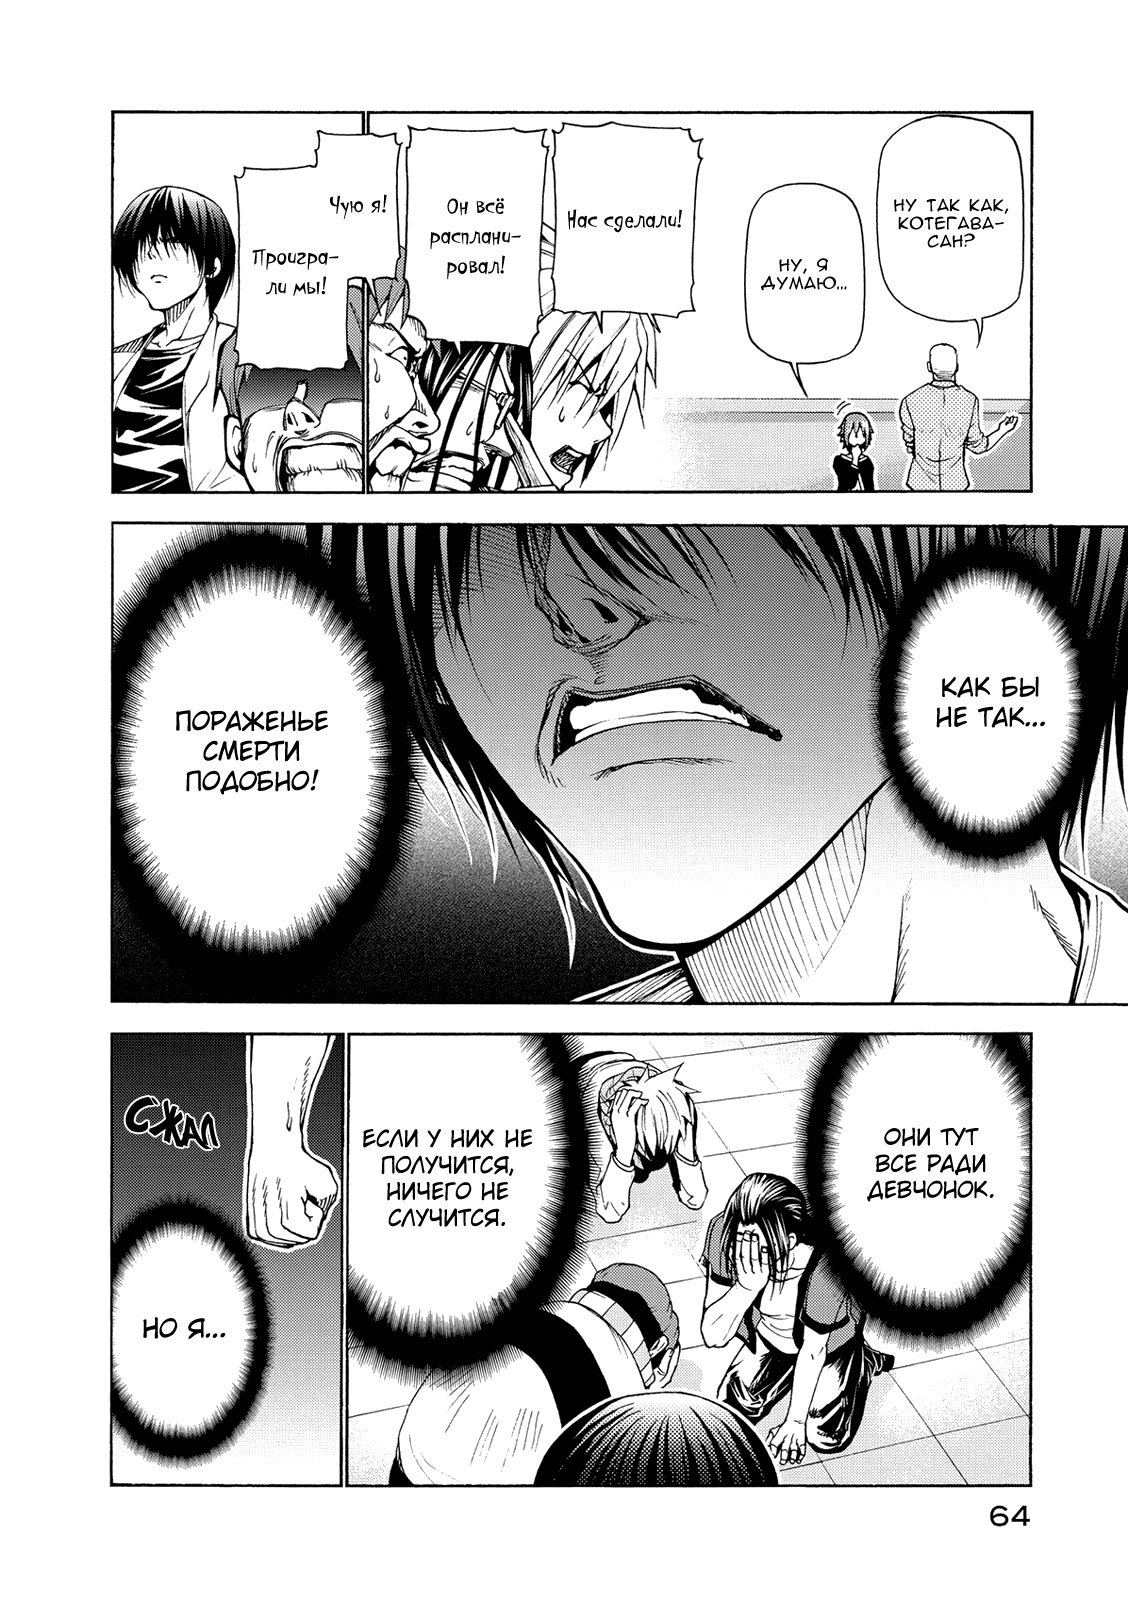 НУ ТАК КАК,
КОТЕГАВА-
САН?
НУ, Я
ДУМАЮ...
Нас сделали!
Он всё
распланi-
ровал!
Чую я!
Проигра-
ли мы!
КАК БЫ
НЕ ТАК...
ПОРАЖЕНЬЕ
СМЕРТИ
ПОДОБНО!
ОНИ ТУТ
ВСЕ РАДИ
ДЕВЧОНОК.
ЕСЛИ У НИХ НЕ
ПОЛУЧИТСЯ,
НИЧЕГО НЕ
СЛУЧИТСЯ.
СЖАЛ
НО Я...
64